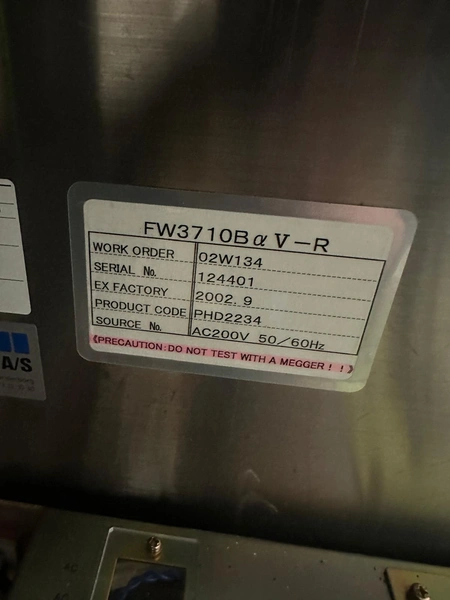 FW3710BαV-R
WORK ORDER 02W134
SERIAL No. 124401
EX.FACTORY 2002. 9
PRODUCT CODE PHD2234
SOURCE No. AC200V 50/60Hz
《PRECAUTION:DO NOT TEST WITH A MEGGER!!》
A/S